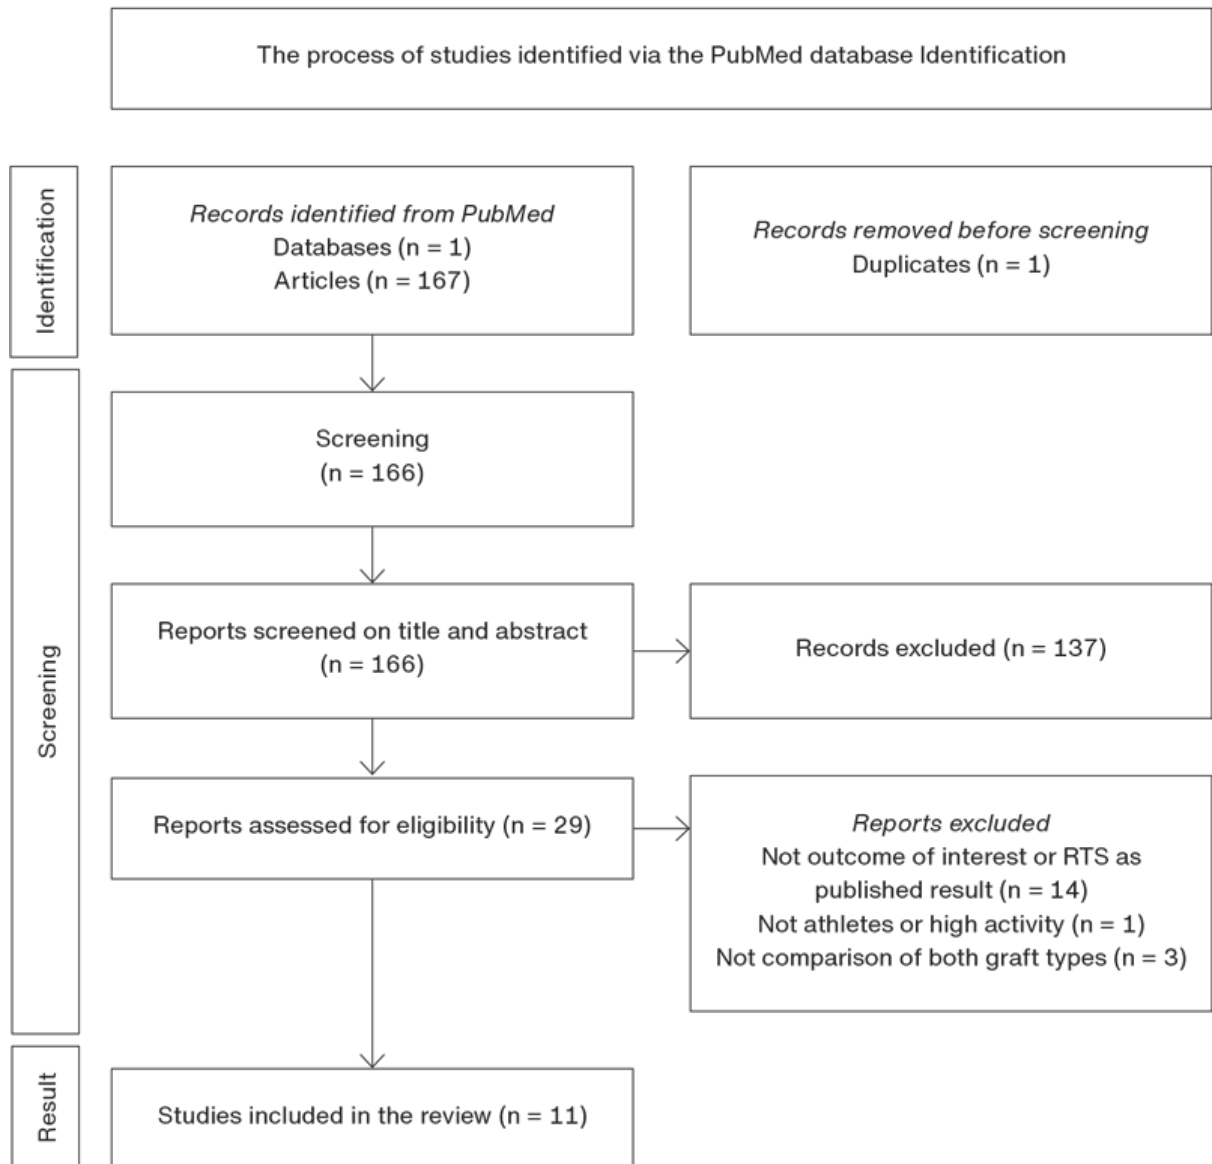 The process of studies identified via the PubMed database Identification
Identification
Records identified from PubMed
Databases (n = 1)
Articles (n = 167)
Records removed before screening
Duplicates (n = 1)
Screening
Screening
(n = 166)
Reports screened on title and abstract
(n = 166)
Records excluded (n = 137)
Reports assessed for eligibility (n = 29)
Reports excluded
Not outcome of interest or RTS as
published result (n = 14)
Not athletes or high activity (n = 1)
Not comparison of both graft types (n = 3)
Result
Studies included in the review (n = 11)